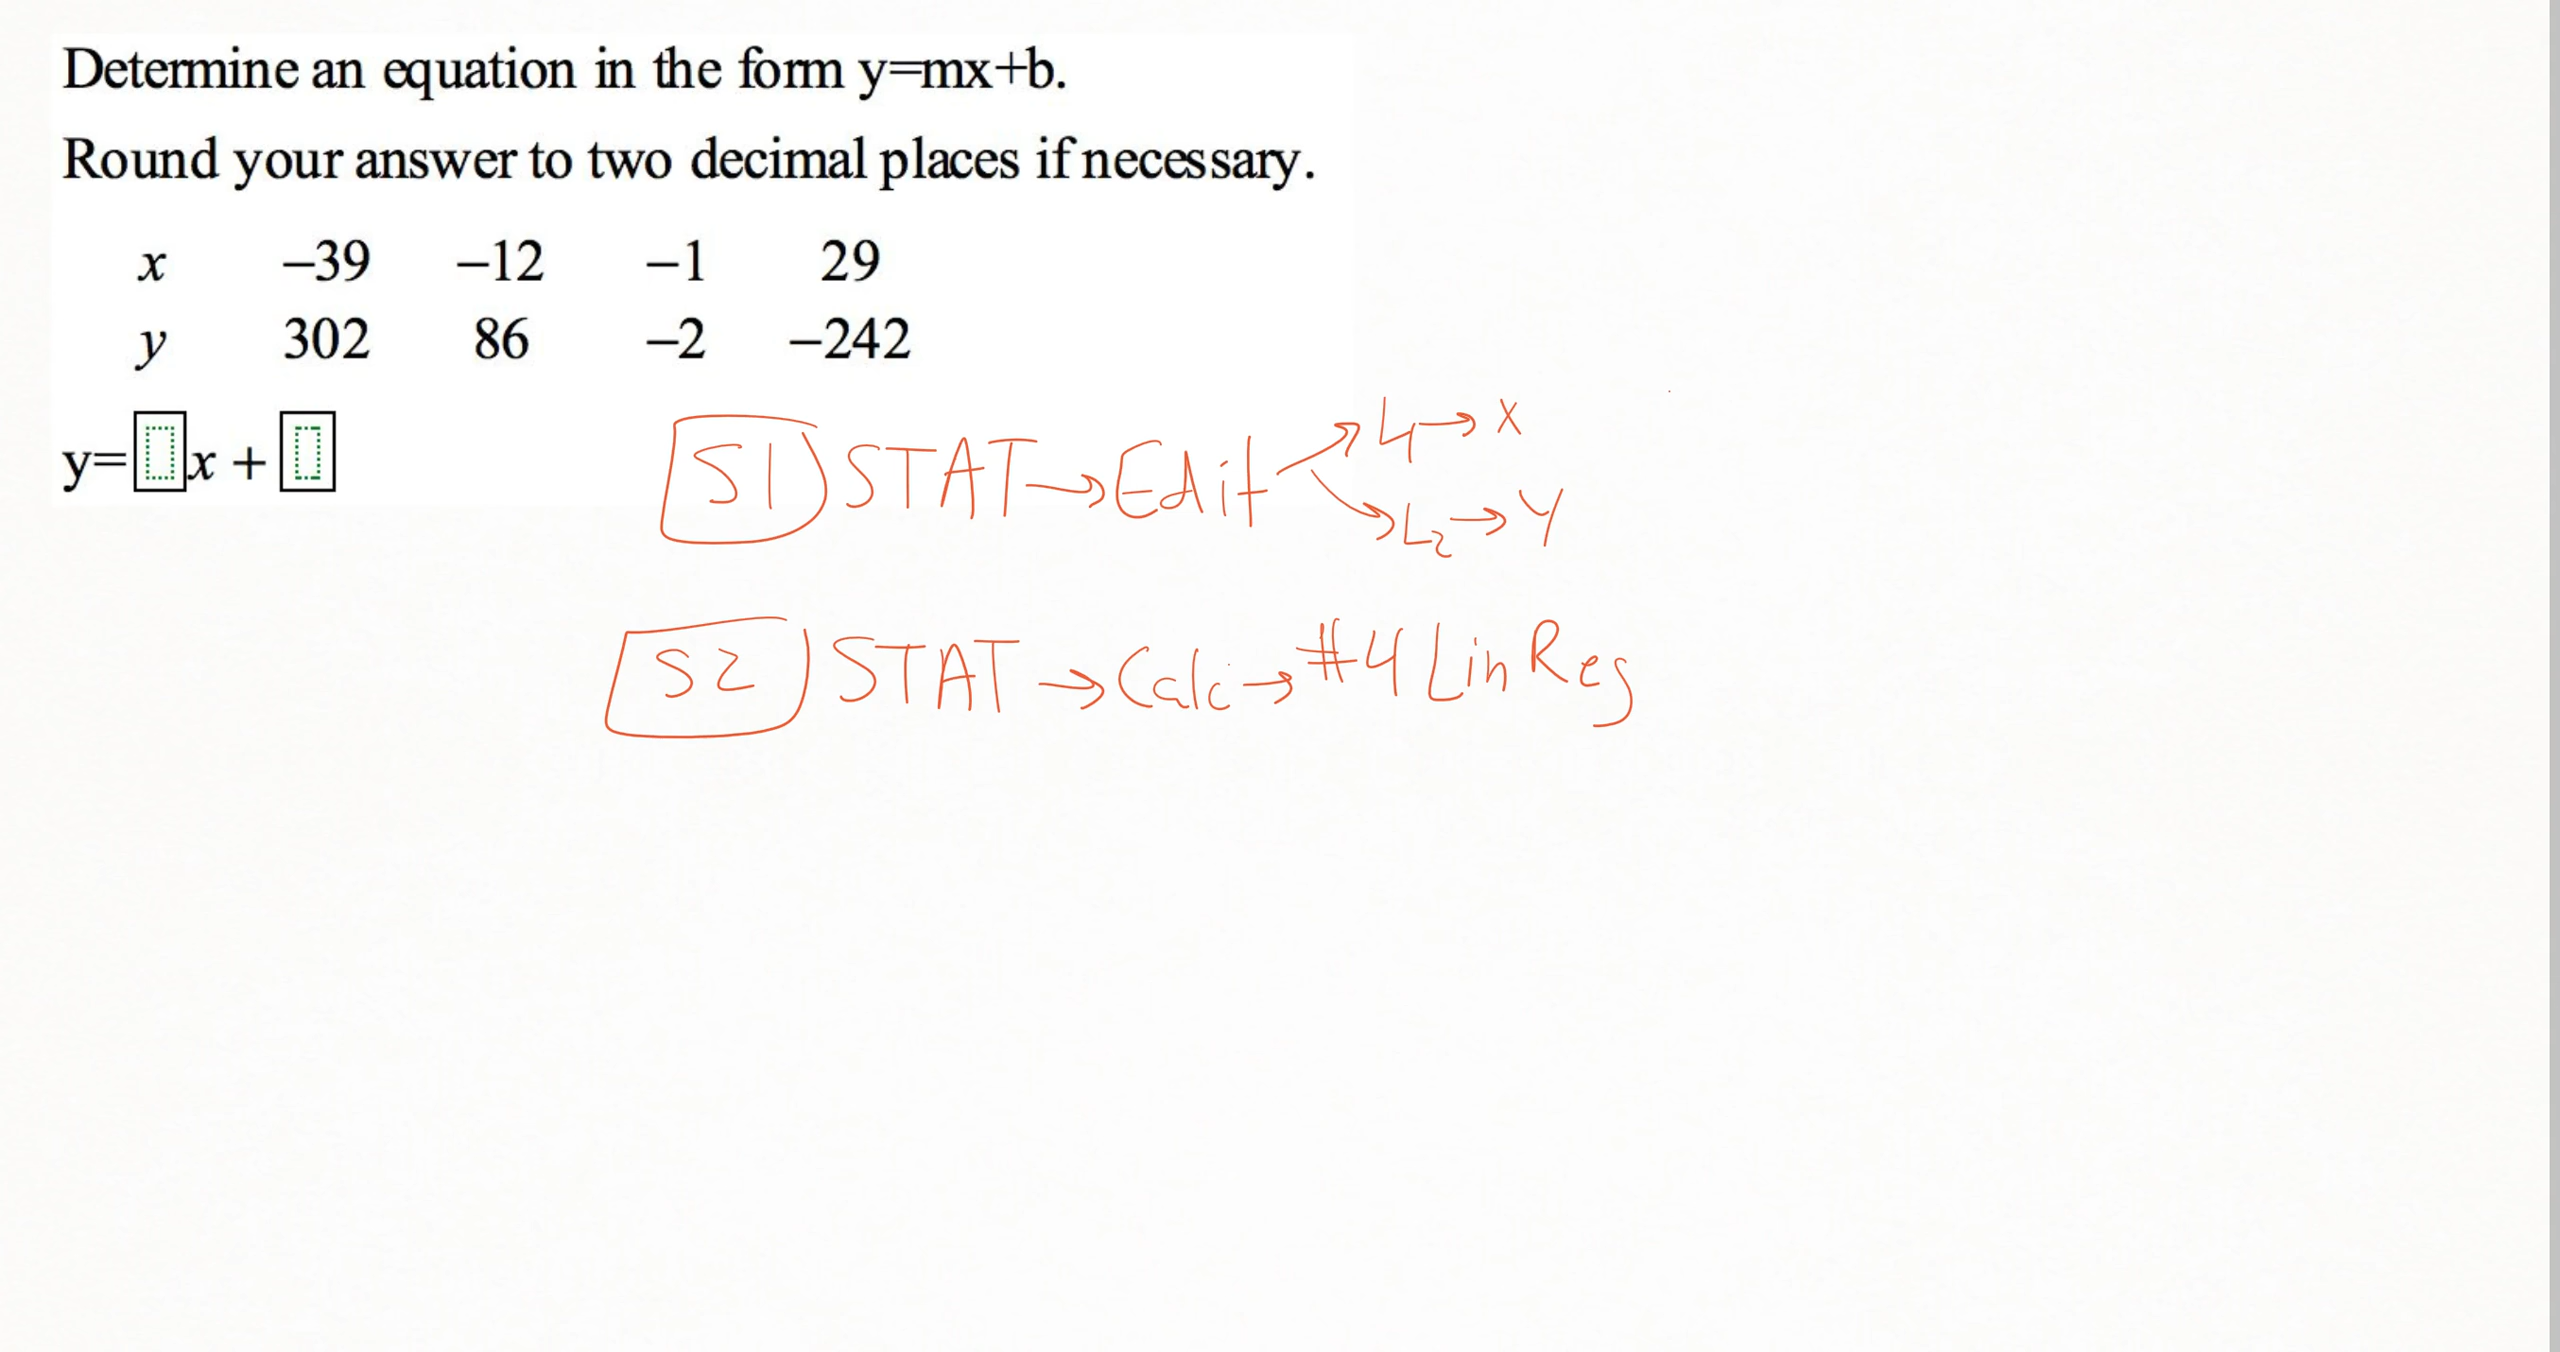 Determine an equation in the form y=mx+b.
Round your answer to two decimal places if necessary.
x −39 −12 −1 29
y 302 86 −2 −242
y=▯x + ▯
S1) STAT→Edit ↗ L1→X
↘ L2→Y
S2) STAT→Calc→#4 LinReg